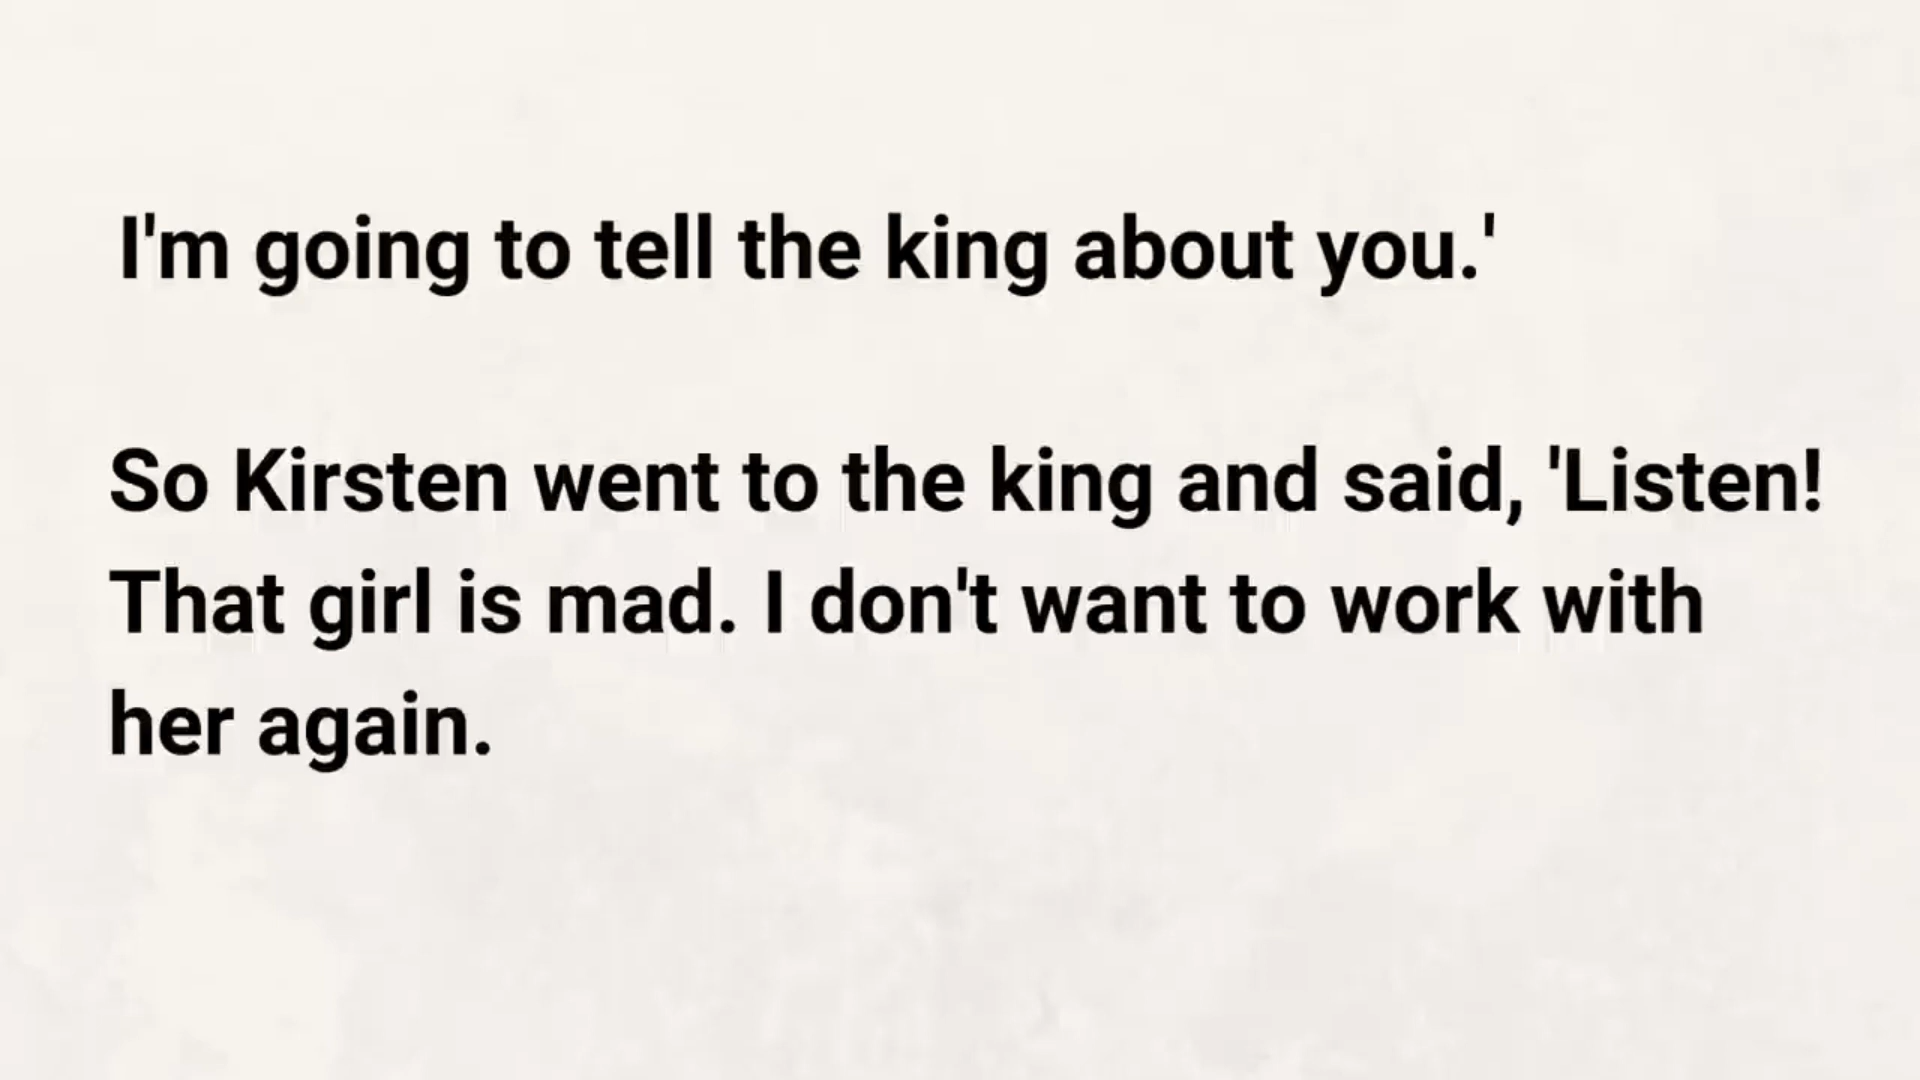 I'm going to tell the king about you.'
So Kirsten went to the king and said, 'Listen!
That girl is mad. I don't want to work with
her again.